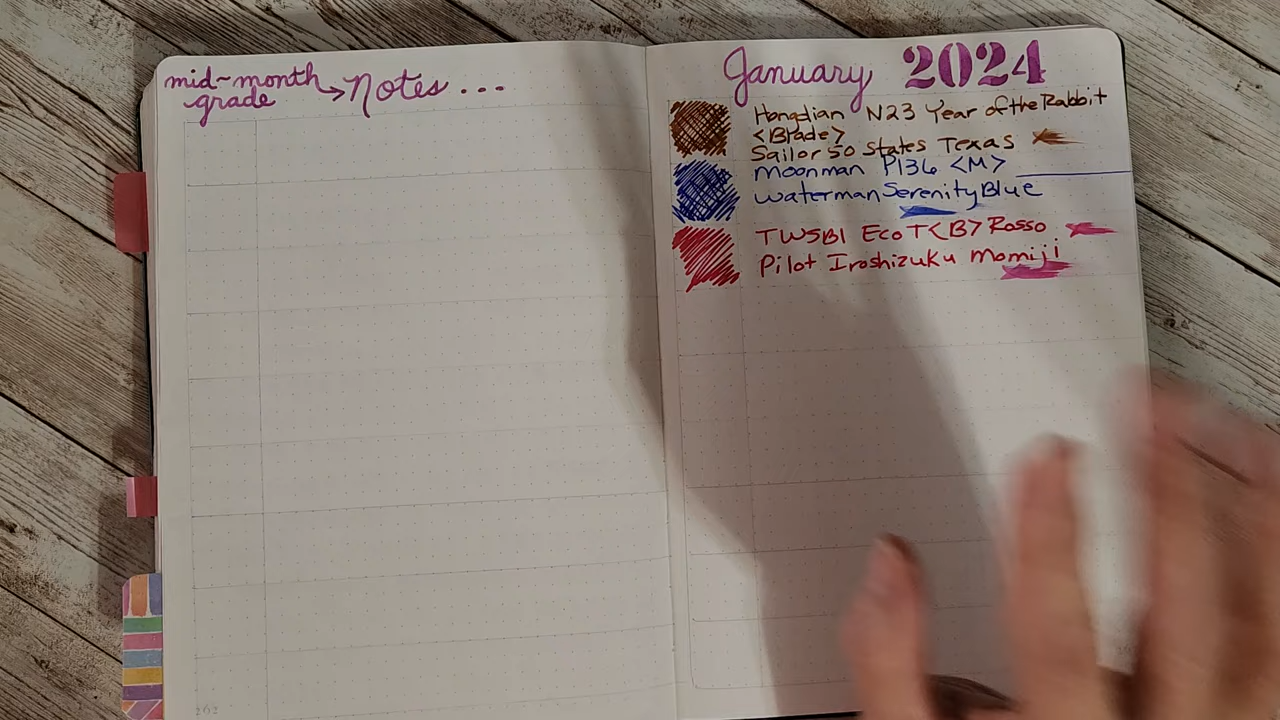 mid-month
grade → Notes ...
January 2024
Hongdian N23 Year of the Rabbit
<Blade>
Sailor 50 States Texas
Moonman P136 <M>
Waterman Serenity Blue
TWSBI Eco T <B> Rosso
Pilot Iroshizuku Momiji
202